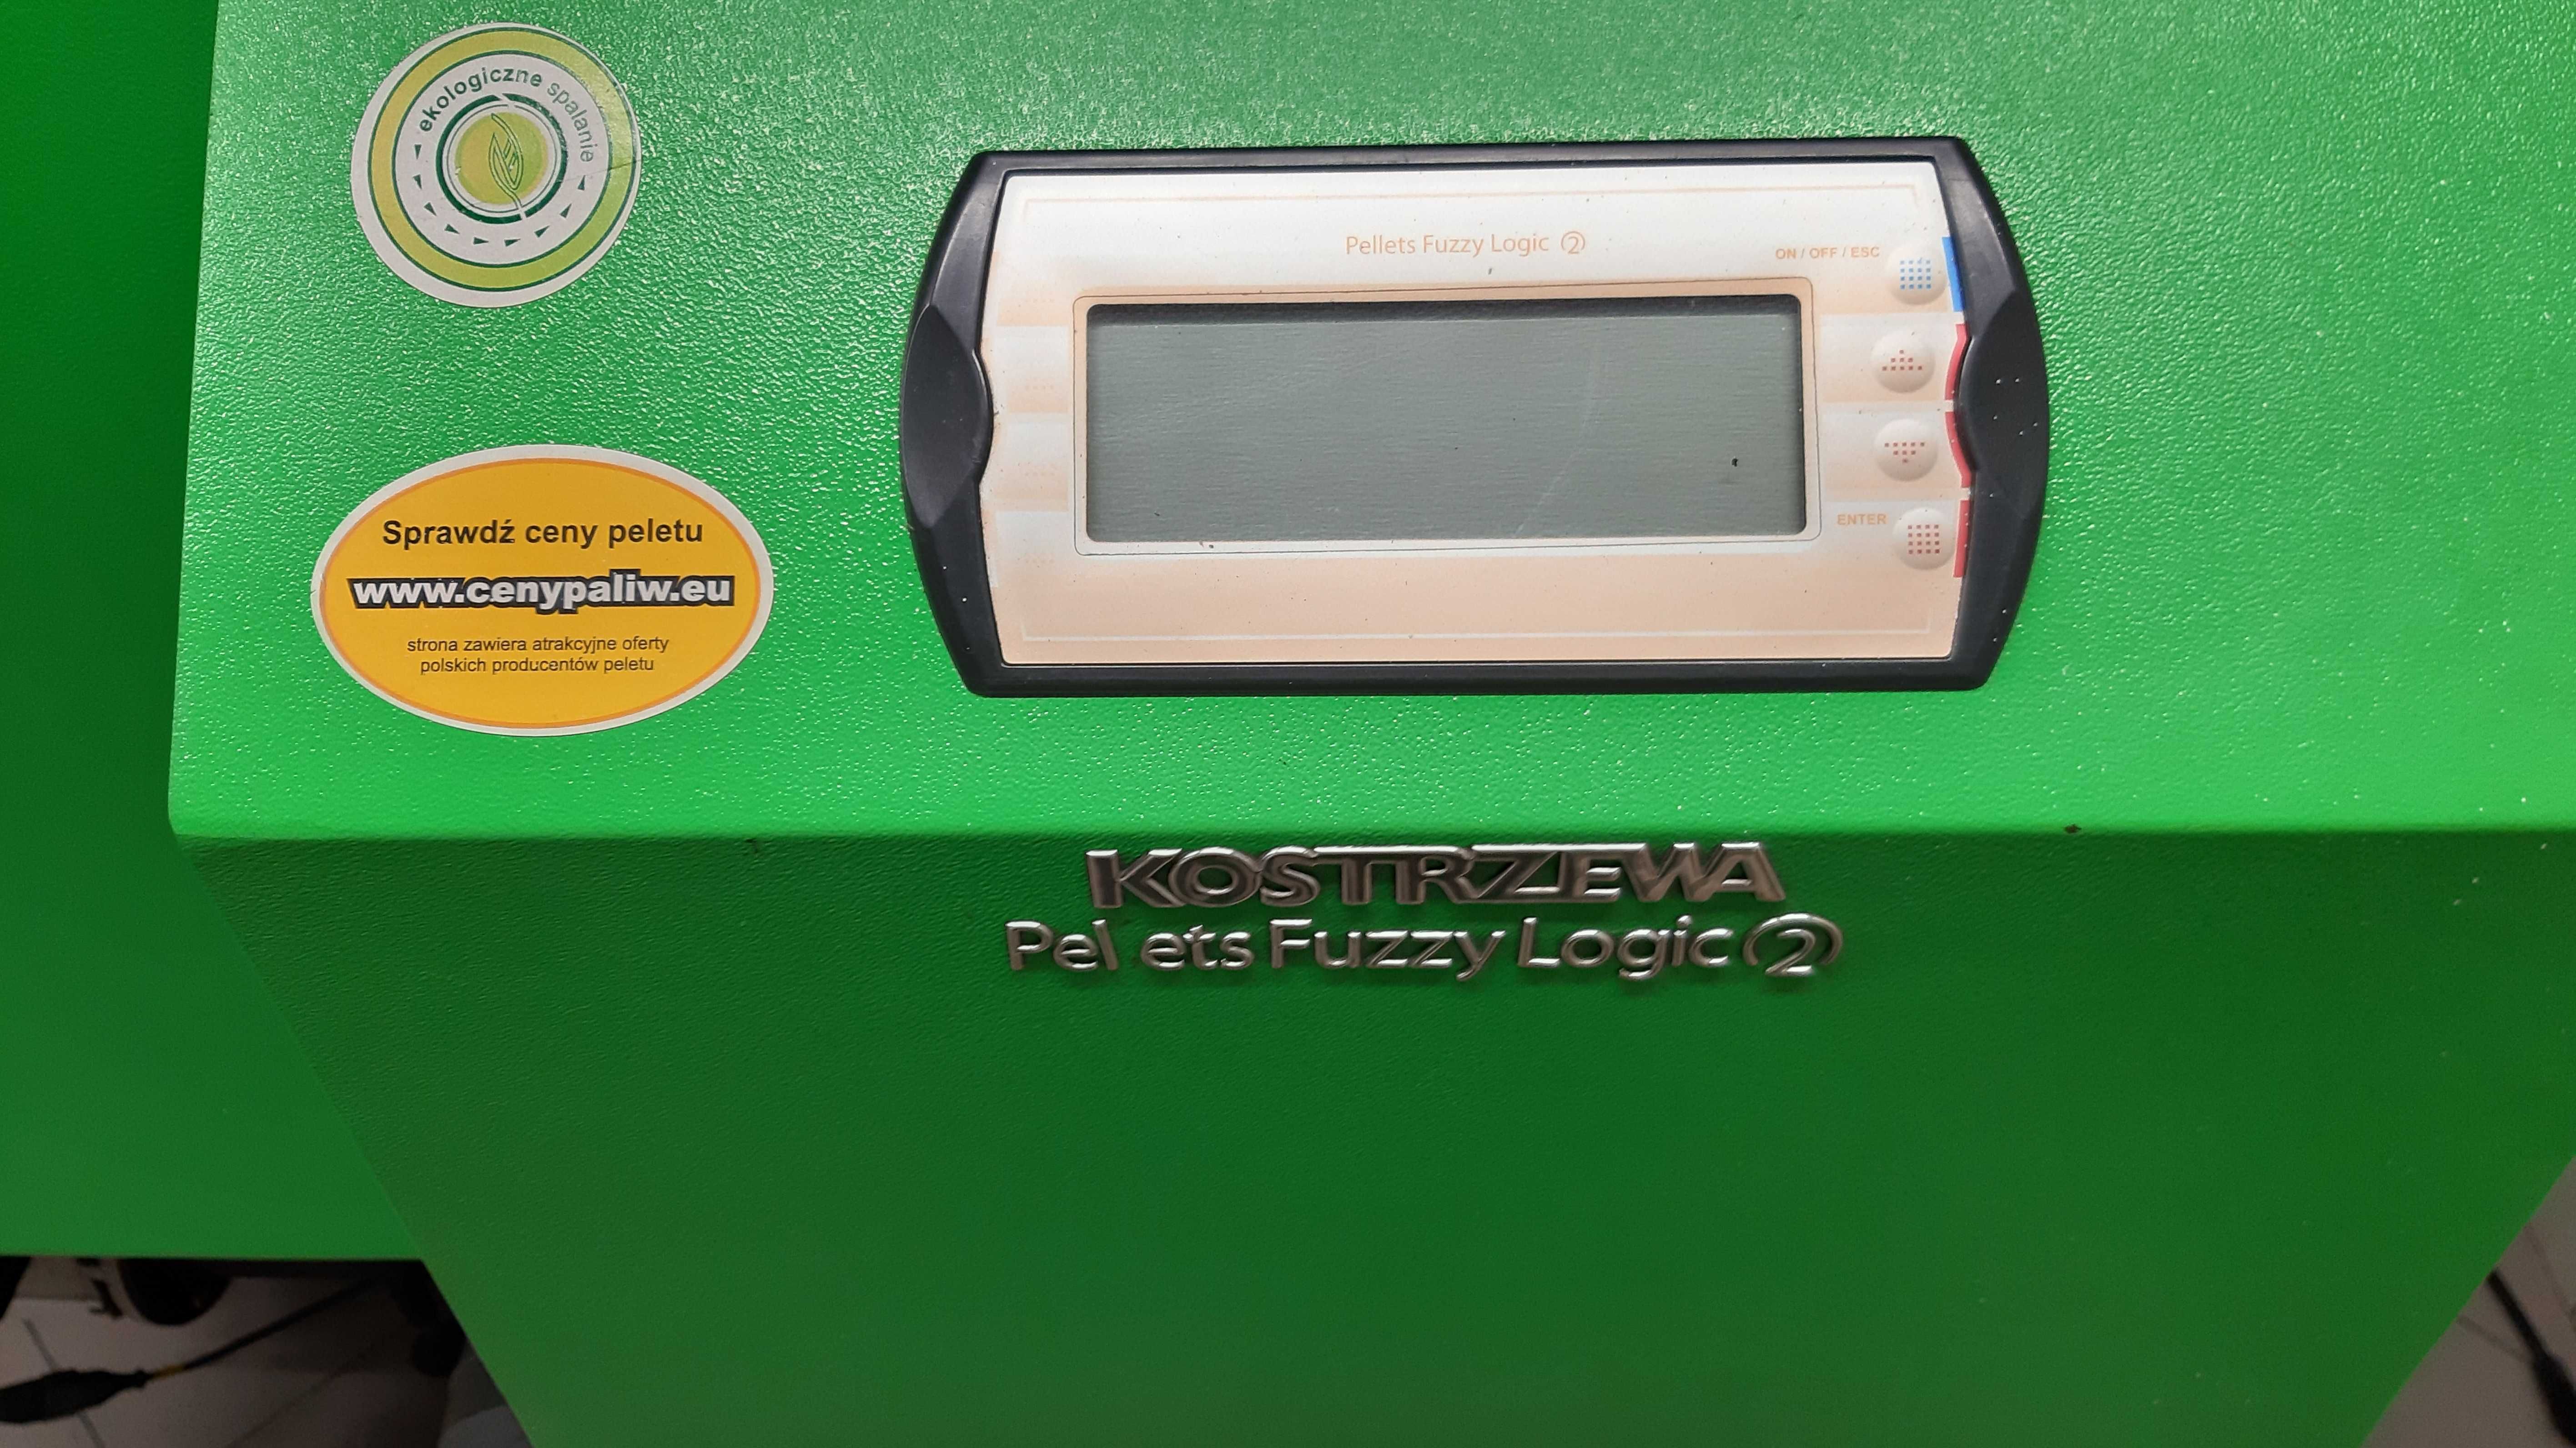 ekologiczne spalanie
Pellets Fuzzy Logic 2
ON / OFF / ESC
ENTER
Sprawdź ceny peletu
www.cenypaliw.eu
strona zawiera atrakcyjne oferty
polskich producentów peletu
KOSTRZEWA
Pel ets Fuzzy Logic 2